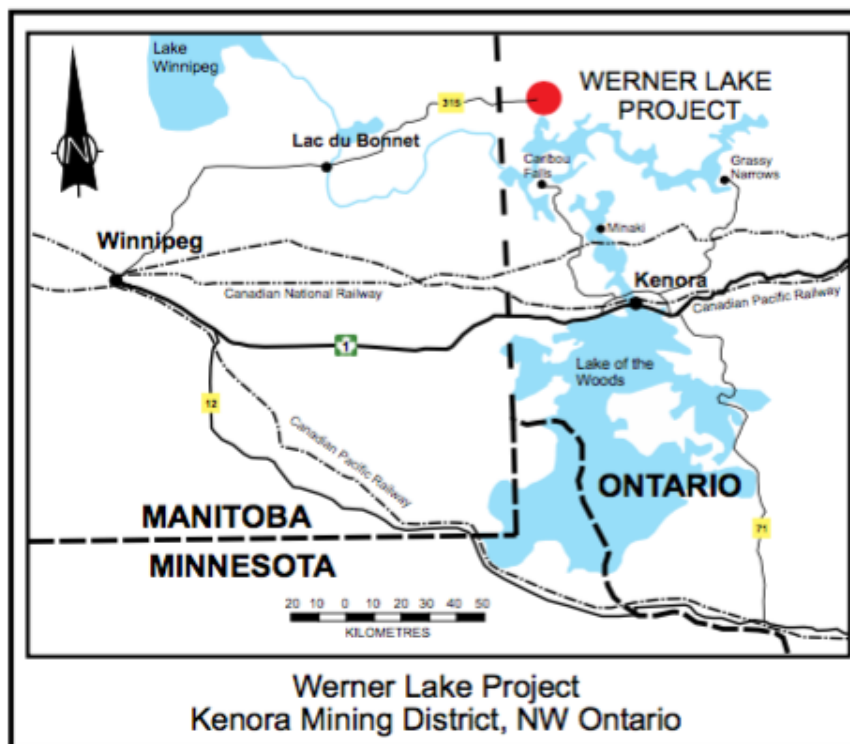 Lake
Winnipeg
WERNER LAKE
PROJECT
315
Lac du Bonnet
Caribou
Falls
Grassy
Narrows
N
Minaki
Winnipeg
Kenora
Canadian National Railway
Canadian Pacific Railway
1
Lake of the
Woods
12
Canadian Pacific Railway
ONTARIO
MANITOBA
71
MINNESOTA
20 10 0 10 20 30 40 50
KILOMETRES
Werner Lake Project
Kenora Mining District, NW Ontario